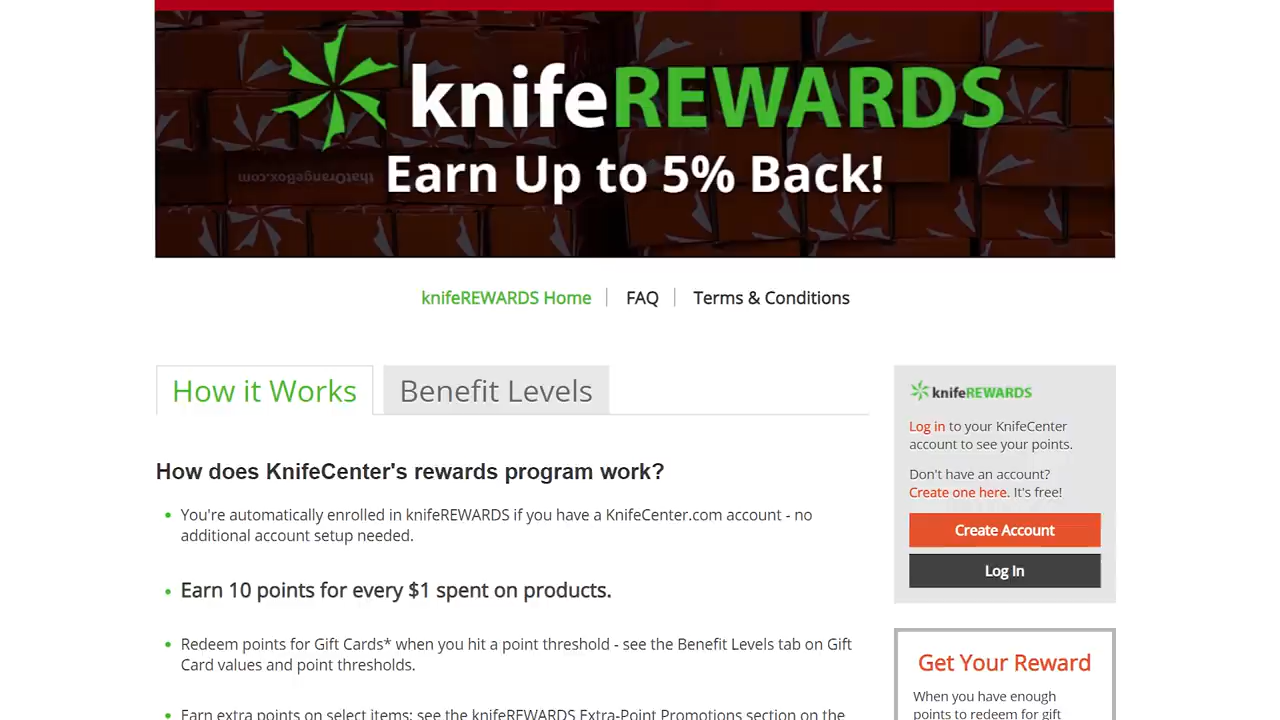 knifeREWARDS
Earn Up to 5% Back!
thatOrangeBox.com
knifeREWARDS Home
FAQ
Terms & Conditions
How it Works
Benefit Levels
How does KnifeCenter's rewards program work?
You're automatically enrolled in knifeREWARDS if you have a KnifeCenter.com account - no
additional account setup needed.
Earn 10 points for every $1 spent on products.
Redeem points for Gift Cards* when you hit a point threshold - see the Benefit Levels tab on Gift
Card values and point thresholds.
Earn extra points on select items; see the knifeREWARDS Extra-Point Promotions section on the
knifeREWARDS
Log in to your KnifeCenter
account to see your points.
Don't have an account?
Create one here. It's free!
Create Account
Log In
Get Your Reward
When you have enough
points to redeem for gift